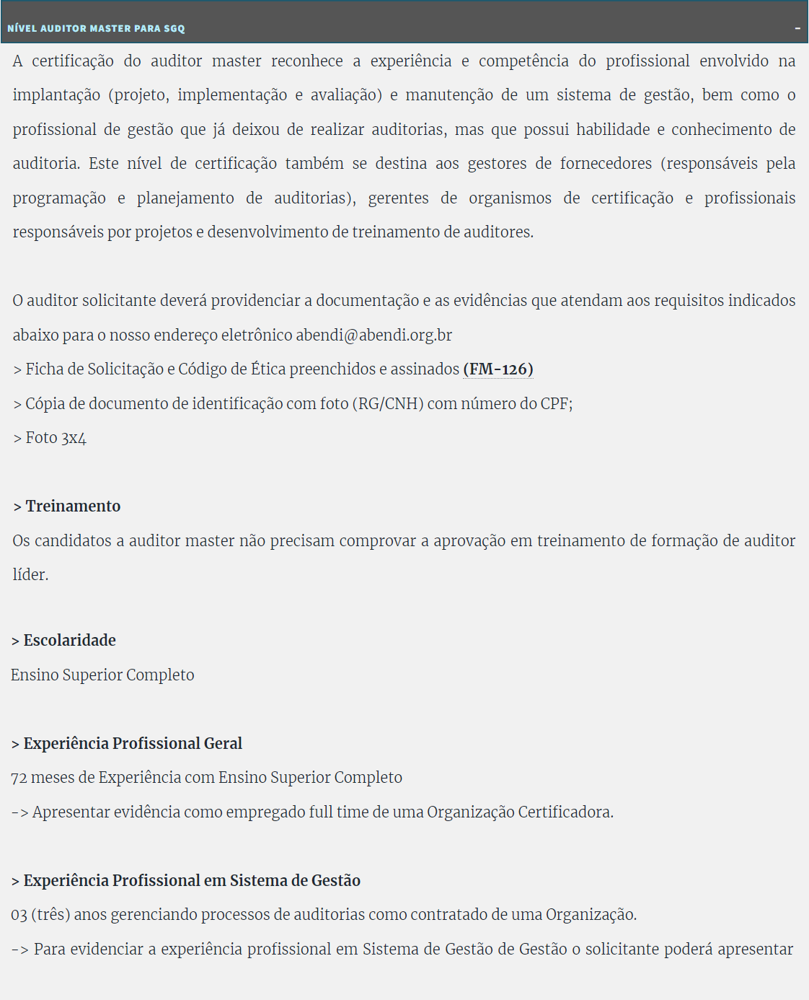 NÍVEL AUDITOR MASTER PARA SGQ –
A certificação do auditor master reconhece a experiência e competência do profissional envolvido na
implantação (projeto, implementação e avaliação) e manutenção de um sistema de gestão, bem como o
profissional de gestão que já deixou de realizar auditorias, mas que possui habilidade e conhecimento de
auditoria. Este nível de certificação também se destina aos gestores de fornecedores (responsáveis pela
programação e planejamento de auditorias), gerentes de organismos de certificação e profissionais
responsáveis por projetos e desenvolvimento de treinamento de auditores.
O auditor solicitante deverá providenciar a documentação e as evidências que atendam aos requisitos indicados
abaixo para o nosso endereço eletrônico abendi@abendi.org.br
> Ficha de Solicitação e Código de Ética preenchidos e assinados (FM-126)
> Cópia de documento de identificação com foto (RG/CNH) com número do CPF;
> Foto 3x4
> Treinamento
Os candidatos a auditor master não precisam comprovar a aprovação em treinamento de formação de auditor
líder.
> Escolaridade
Ensino Superior Completo
> Experiência Profissional Geral
72 meses de Experiência com Ensino Superior Completo
-> Apresentar evidência como empregado full time de uma Organização Certificadora.
> Experiência Profissional em Sistema de Gestão
03 (três) anos gerenciando processos de auditorias como contratado de uma Organização.
-> Para evidenciar a experiência profissional em Sistema de Gestão de Gestão o solicitante poderá apresentar